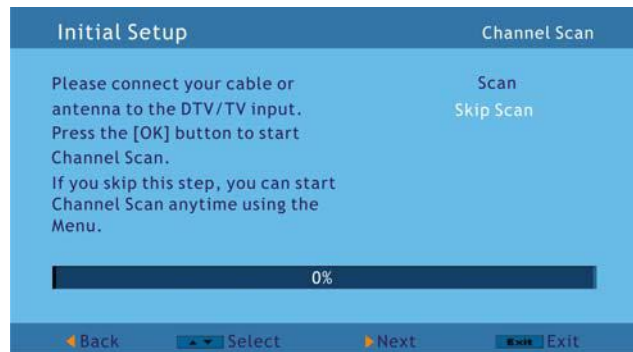 Initial Setup
Channel Scan
Please connect your cable or
antenna to the DTV/TV input.
Press the [OK] button to start
Channel Scan.
If you skip this step, you can start
Channel Scan anytime using the
Menu.
Scan
Skip Scan
0%
Back Select Next Exit Exit